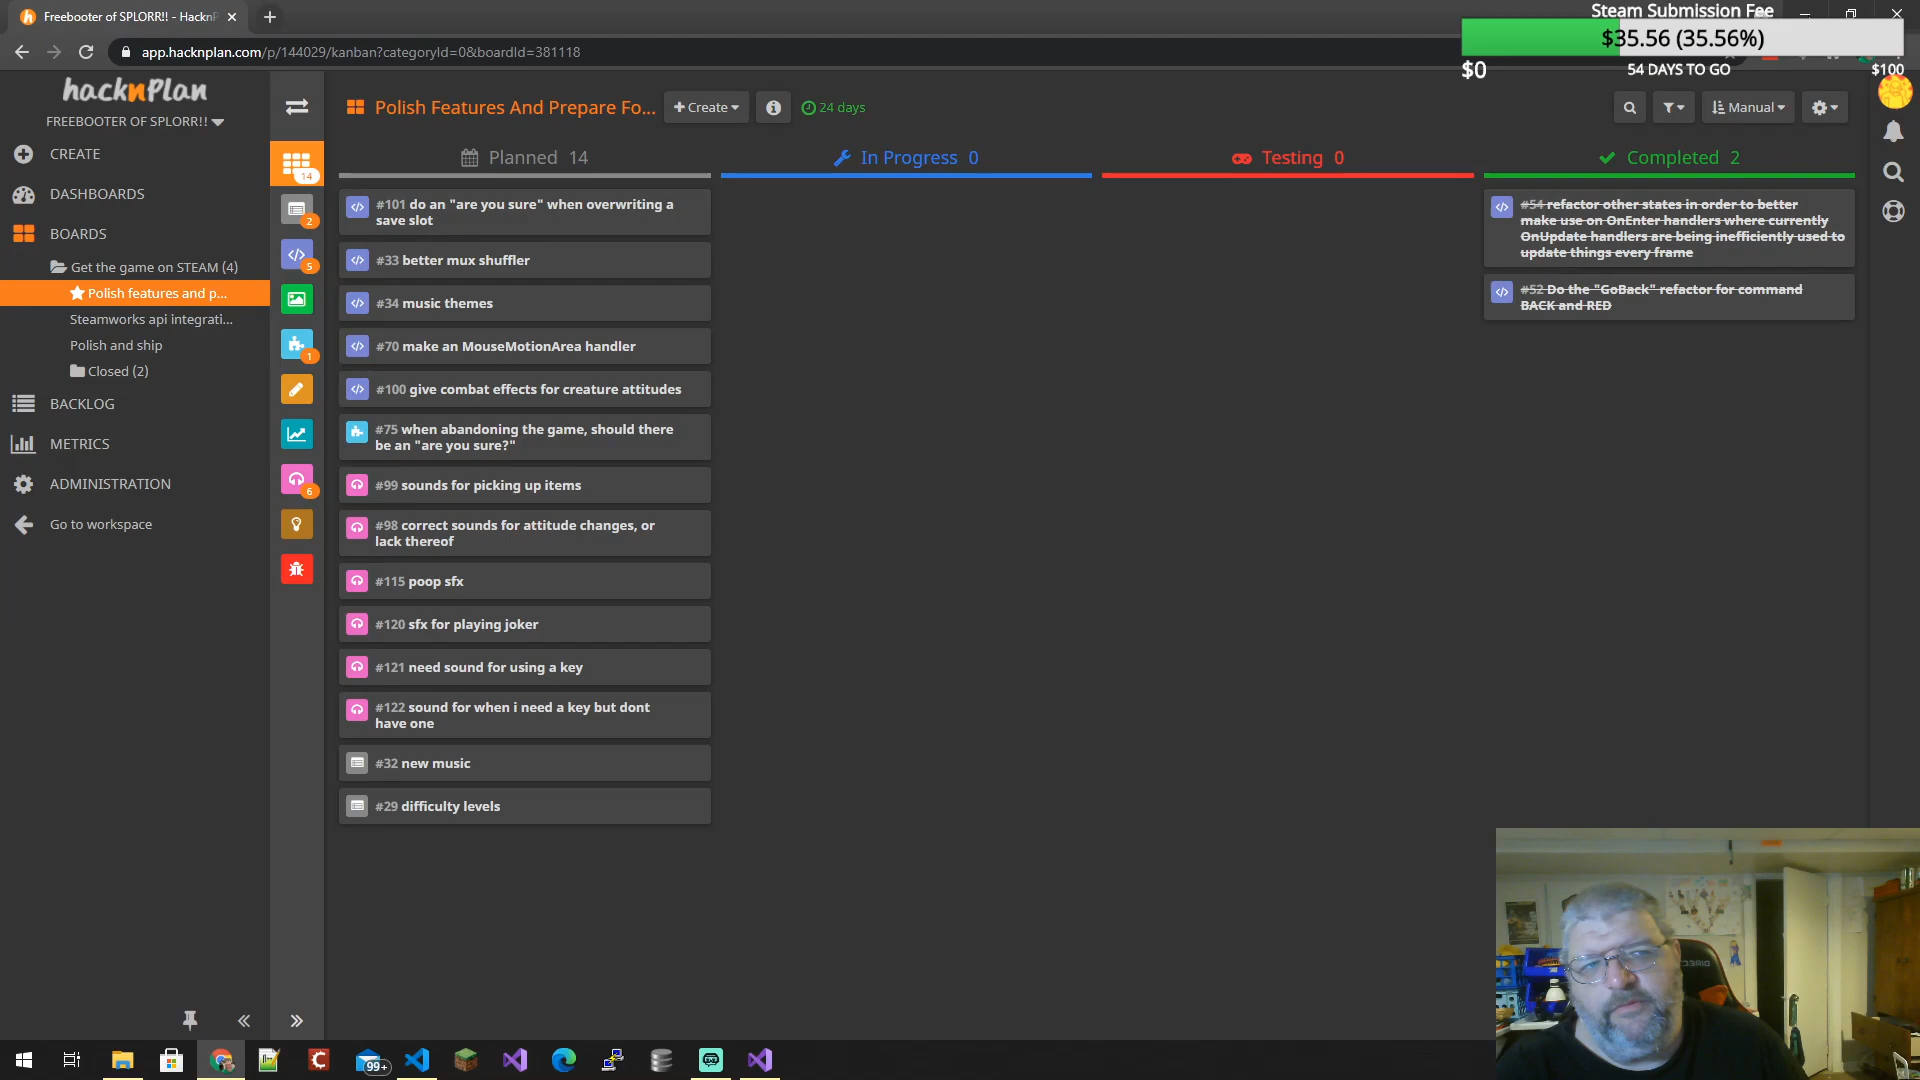 Freebooter of SPLORR!! - HacknP
app.hacknplan.com/p/144029/kanban?categoryId=0&boardId=381118
Steam Submission Fee
$35.56 (35.56%)
$0
54 DAYS TO GO
$100
hacknPlan
FREEBOOTER OF SPLORR!!
CREATE
DASHBOARDS
BOARDS
Get the game on STEAM (4)
Polish features and p...
Steamworks api integrati...
Polish and ship
Closed (2)
BACKLOG
METRICS
ADMINISTRATION
Go to workspace
14
2
5
1
6
Polish Features And Prepare Fo...
Create
24 days
Manual
Planned 14
#101 do an "are you sure" when overwriting a
save slot
#33 better mux shuffler
#34 music themes
#70 make an MouseMotionArea handler
#100 give combat effects for creature attitudes
#75 when abandoning the game, should there
be an "are you sure?"
#99 sounds for picking up items
#98 correct sounds for attitude changes, or
lack thereof
#115 poop sfx
#120 sfx for playing joker
#121 need sound for using a key
#122 sound for when i need a key but dont
have one
#32 new music
#29 difficulty levels
In Progress 0
Testing 0
Completed 2
#54 refactor other states in order to better
make use on OnEnter handlers where currently
OnUpdate handlers are being inefficiently used to
update things every frame
#52 Do the "GoBack" refactor for command
BACK and RED
99+